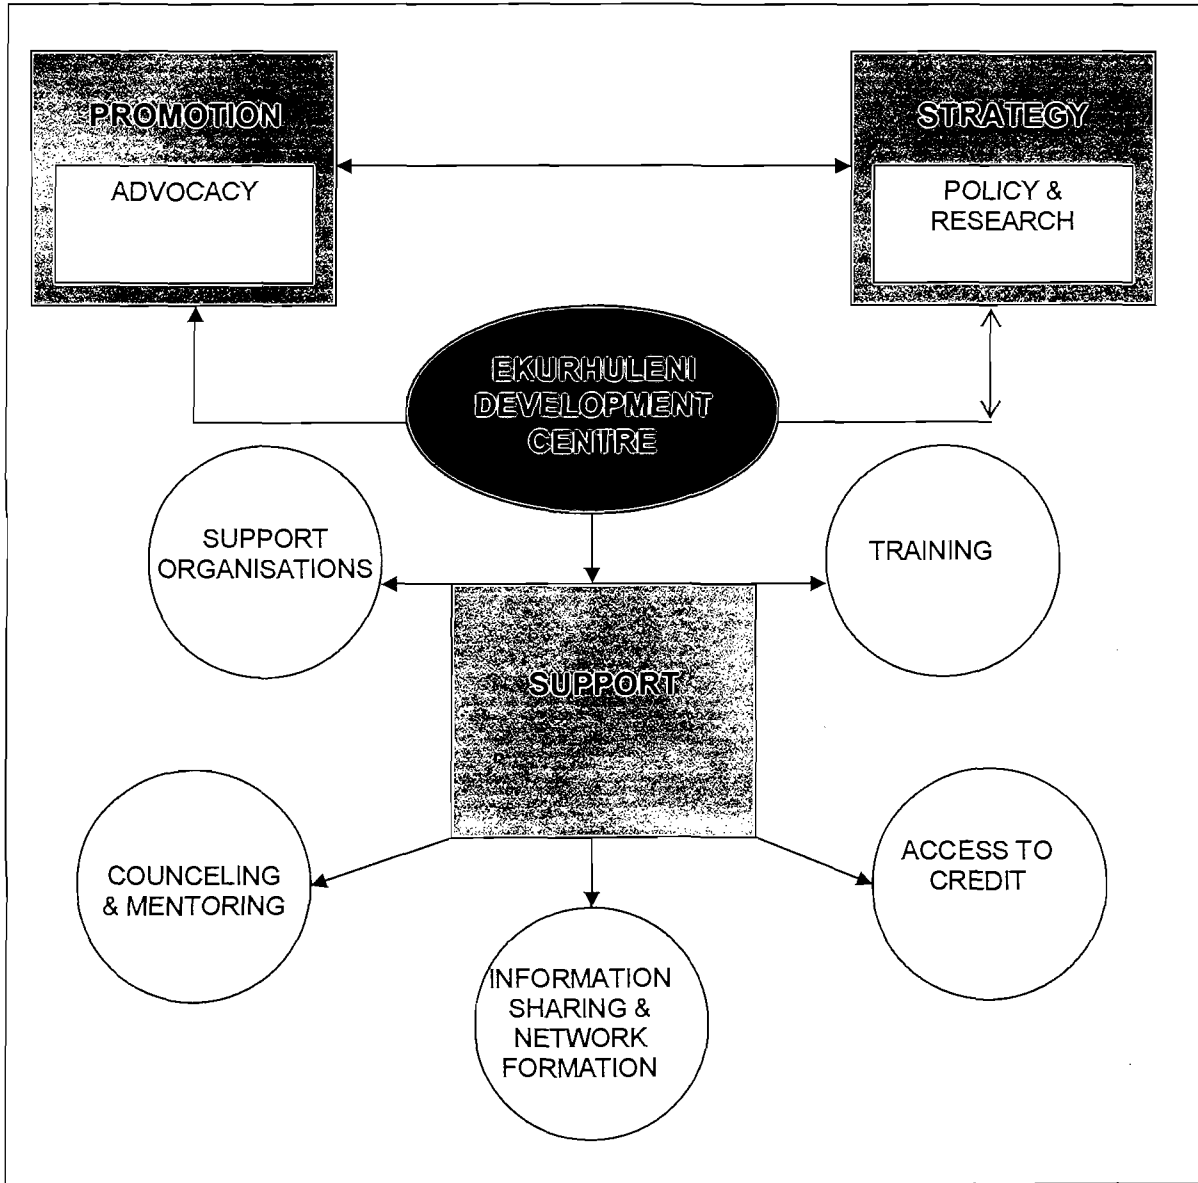 PROMOTION
ADVOCACY
STRATEGY
POLICY &
RESEARCH
EKURHULENI
DEVELOPMENT
CENTRE
SUPPORT
ORGANISATIONS
TRAINING
SUPPORT
COUNCELING
& MENTORING
ACCESS TO
CREDIT
INFORMATION
SHARING &
NETWORK
FORMATION